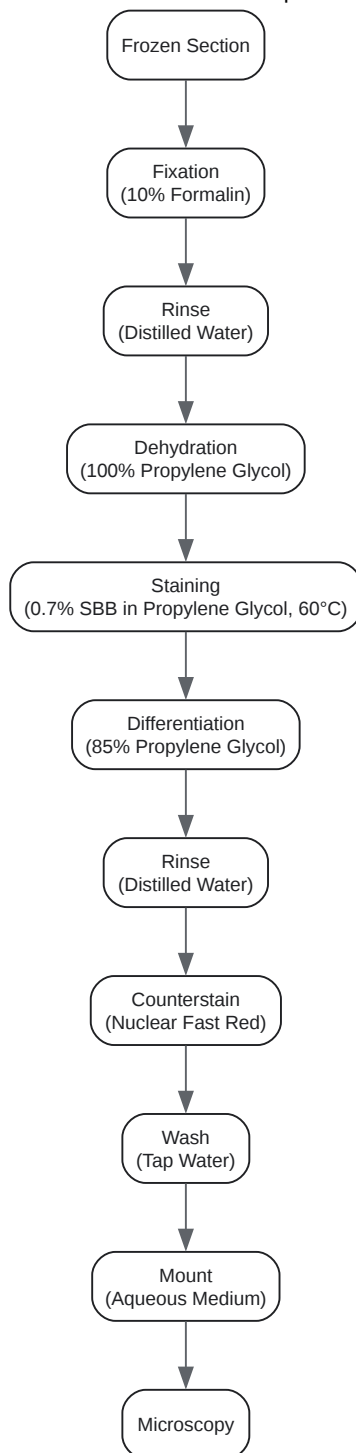 Frozen Section
Fixation
(10% Formalin)
Rinse
(Distilled Water)
Dehydration
(100% Propylene Glycol)
Staining
(0.7% SBB in Propylene Glycol, 60°C)
Differentiation
(85% Propylene Glycol)
Rinse
(Distilled Water)
Counterstain
(Nuclear Fast Red)
Wash
(Tap Water)
Mount
(Aqueous Medium)
Microscopy